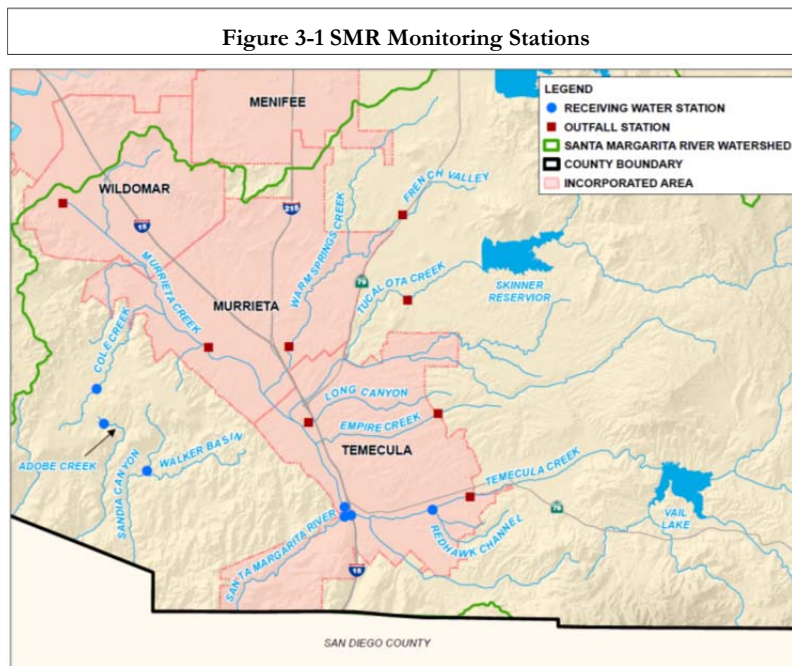 Figure 3-1 SMR Monitoring Stations
LEGEND
RECEIVING WATER STATION
OUTFALL STATION
SANTA MARGARITA RIVER WATERSHED
COUNTY BOUNDARY
INCORPORATED AREA
MENIFEE
WILDOMAR
15
215
FRENCH VALLEY
WARM SPRINGS CREEK
MURRIETA CREEK
79
TUCALOTA CREEK
SKINNER
RESERVIOR
MURRIETA
COLE CREEK
LONG CANYON
EMPIRE CREEK
TEMECULA
ADOBE CREEK
SANDIA CANYON
WALKER BASIN
TEMECULA CREEK
79
VAIL
LAKE
REDHAWK CHANNEL
SANTA MARGARITA RIVER
15
SAN DIEGO COUNTY